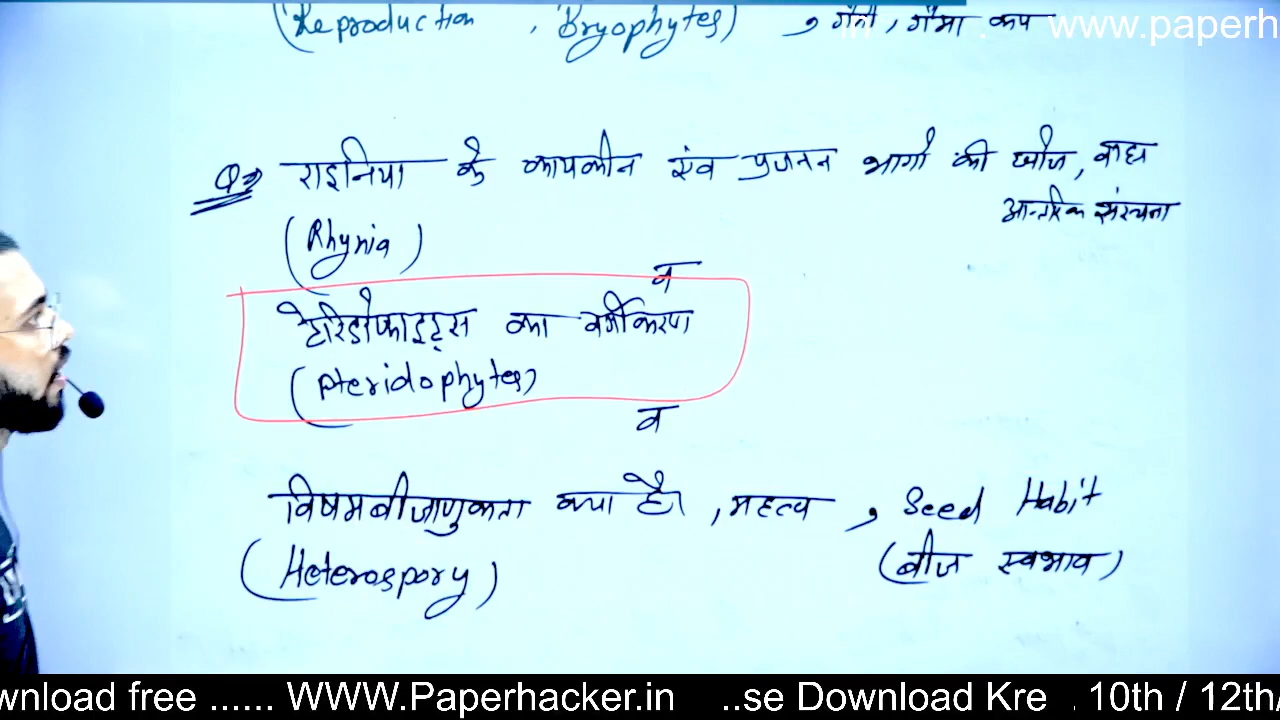 (Reproduction , Bryophytes) , गेती, गैमा कप
www.paperh
Q→ राइनिया के कायकीन एंव प्रजनन भागो की खोज, वाह्य
आन्तरिक संरचना
(Rhynia)
व
टेरिडोफाइट्स का वर्गीकरण
(Pteridophytes)
व
विषमबीजाणुकता क्या है। , महत्व , Seed Habit
(Heterospory) (बीज स्वभाव)
wnload free ...... WWW.Paperhacker.in ..se Download Kre . 10th / 12th/